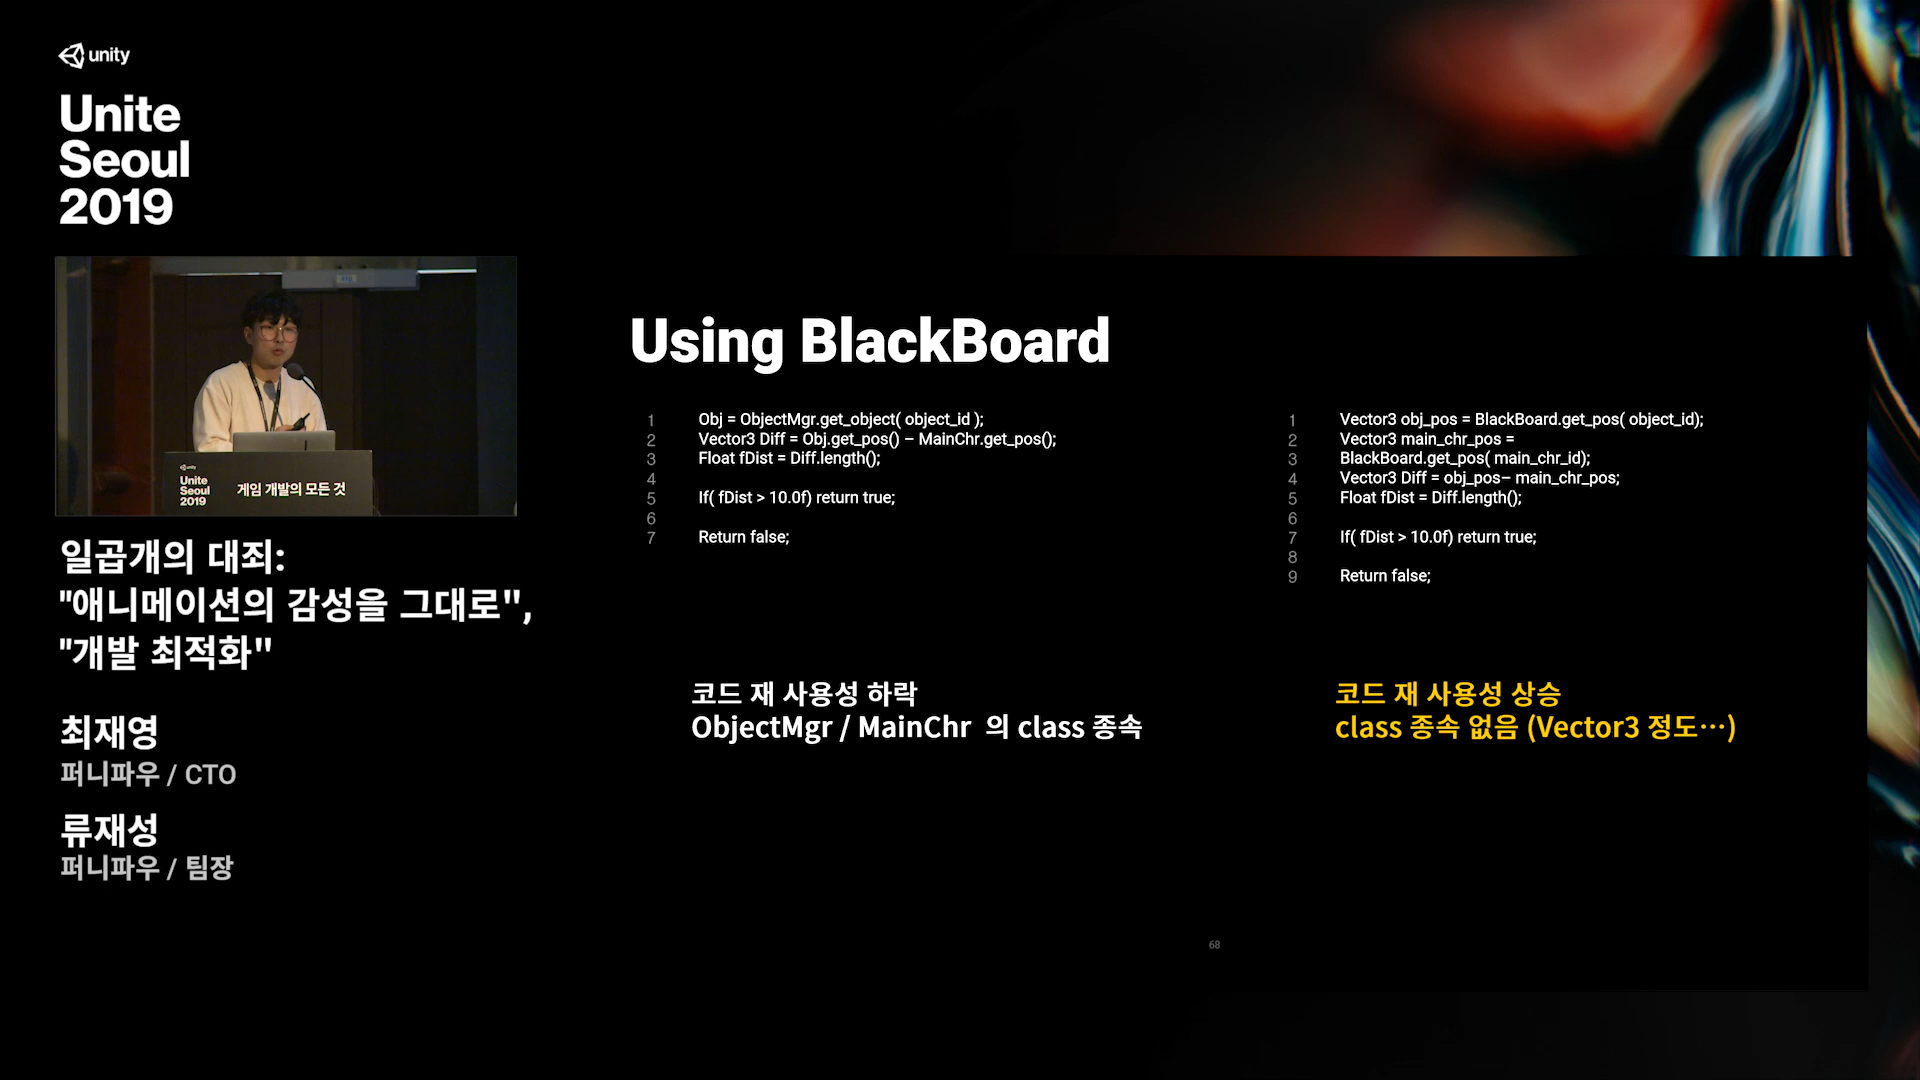 unity
Unite
Seoul
2019
unity
Unite
Seoul
2019
게임 개발의 모든 것
일곱개의 대죄:
"애니메이션의 감성을 그대로",
"개발 최적화"
최재영
퍼니파우 / CTO
류재성
퍼니파우 / 팀장
Using BlackBoard
1 Obj = ObjectMgr.get_object( object_id );
2 Vector3 Diff = Obj.get_pos() – MainChr.get_pos();
3 Float fDist = Diff.length();
4
5 If( fDist > 10.0f) return true;
6
7 Return false;
코드 재 사용성 하락
ObjectMgr / MainChr 의 class 종속
1 Vector3 obj_pos = BlackBoard.get_pos( object_id);
2 Vector3 main_chr_pos =
3 BlackBoard.get_pos( main_chr_id);
4 Vector3 Diff = obj_pos– main_chr_pos;
5 Float fDist = Diff.length();
6
7 If( fDist > 10.0f) return true;
8
9 Return false;
코드 재 사용성 상승
class 종속 없음 (Vector3 정도…)
68